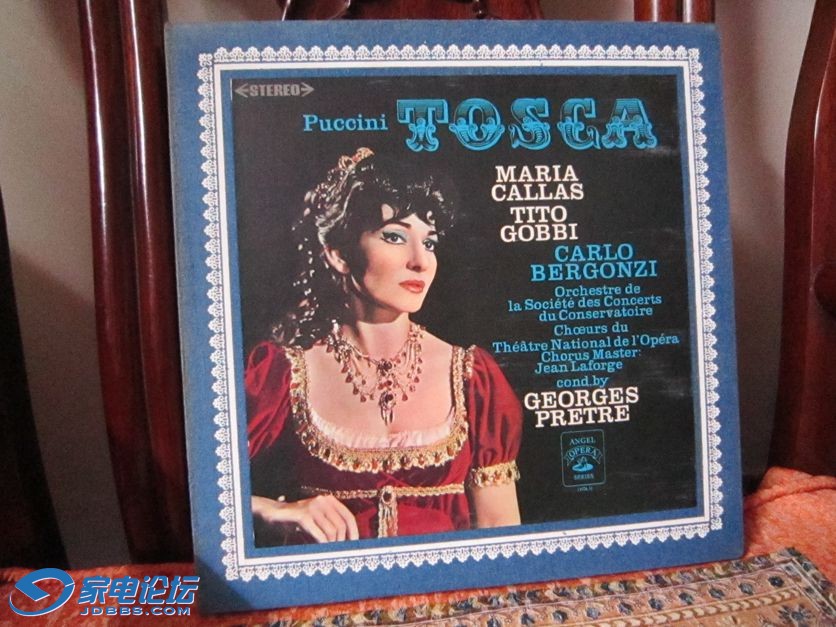 STEREO
Puccini TOSCA
MARIA
CALLAS
TITO
GOBBI
CARLO
BERGONZI
Orchestre de
la Société des Concerts
du Conservatoire
Chœurs du
Théâtre National de l'Opéra
Chorus Master:
Jean Laforge
cond.by
GEORGES
PRETRE
ANGEL
OPERA
SERIES
家电论坛
JDBBS.COM